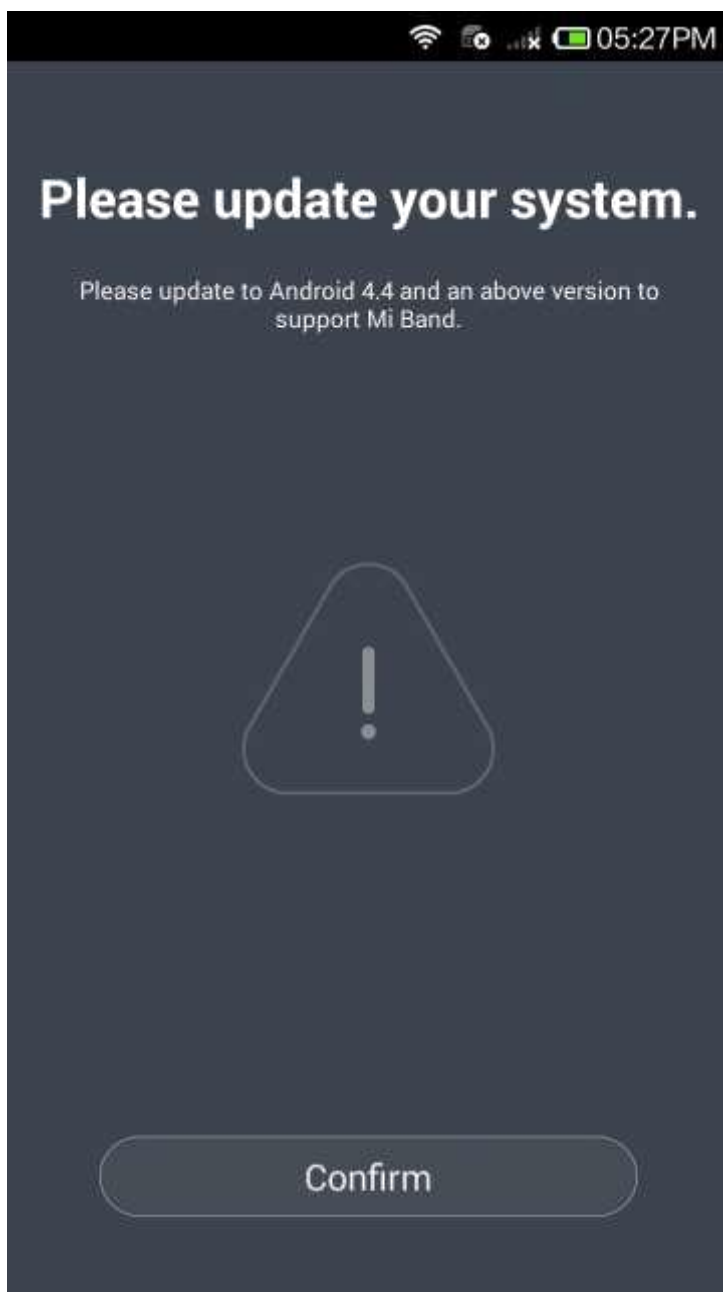 05:27PM
Please update your system.
Please update to Android 4.4 and an above version to
support Mi Band.
!
Confirm